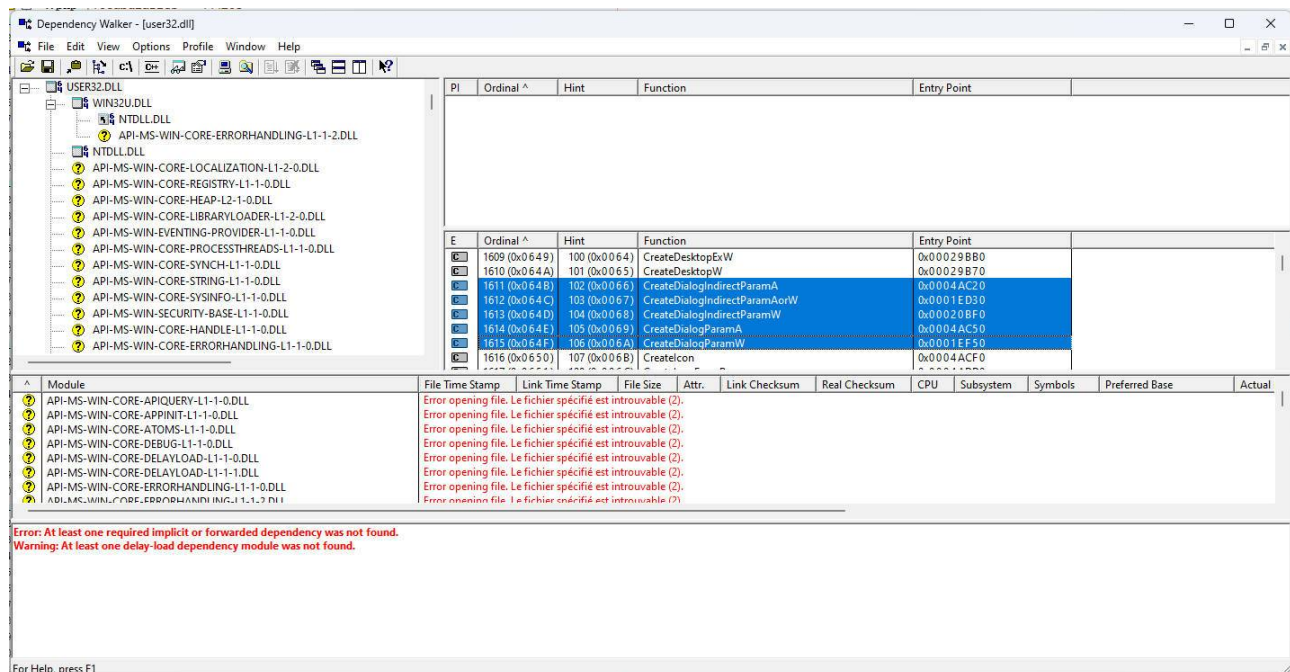 Dependency Walker - [user32.dll]
File Edit View Options Profile Window Help
C:\ C++
USER32.DLL
WIN32U.DLL
NTDLL.DLL
API-MS-WIN-CORE-ERRORHANDLING-L1-1-2.DLL
NTDLL.DLL
API-MS-WIN-CORE-LOCALIZATION-L1-2-0.DLL
API-MS-WIN-CORE-REGISTRY-L1-1-0.DLL
API-MS-WIN-CORE-HEAP-L2-1-0.DLL
API-MS-WIN-CORE-LIBRARYLOADER-L1-2-0.DLL
API-MS-WIN-EVENTING-PROVIDER-L1-1-0.DLL
API-MS-WIN-CORE-PROCESSTHREADS-L1-1-0.DLL
API-MS-WIN-CORE-SYNCH-L1-1-0.DLL
API-MS-WIN-CORE-STRING-L1-1-0.DLL
API-MS-WIN-CORE-SYSINFO-L1-1-0.DLL
API-MS-WIN-SECURITY-BASE-L1-1-0.DLL
API-MS-WIN-CORE-HANDLE-L1-1-0.DLL
API-MS-WIN-CORE-ERRORHANDLING-L1-1-0.DLL
PI Ordinal ^ Hint Function Entry Point
E Ordinal ^ Hint Function Entry Point
C 1609 (0x0649) 100 (0x0064) CreateDesktopExW 0x00029BB0
C 1610 (0x064A) 101 (0x0065) CreateDesktopW 0x00029B70
C 1611 (0x064B) 102 (0x0066) CreateDialogIndirectParamA 0x0004AC20
C 1612 (0x064C) 103 (0x0067) CreateDialogIndirectParamAorW 0x0001ED30
C 1613 (0x064D) 104 (0x0068) CreateDialogIndirectParamW 0x00020BF0
C 1614 (0x064E) 105 (0x0069) CreateDialogParamA 0x0004AC50
C 1615 (0x064F) 106 (0x006A) CreateDialogParamW 0x0001EF50
C 1616 (0x0650) 107 (0x006B) CreateIcon 0x0004ACF0
^ Module File Time Stamp Link Time Stamp File Size Attr. Link Checksum Real Checksum CPU Subsystem Symbols Preferred Base Actual
API-MS-WIN-CORE-APIQUERY-L1-1-0.DLL Error opening file. Le fichier spécifié est introuvable (2).
API-MS-WIN-CORE-APPINIT-L1-1-0.DLL Error opening file. Le fichier spécifié est introuvable (2).
API-MS-WIN-CORE-ATOMS-L1-1-0.DLL Error opening file. Le fichier spécifié est introuvable (2).
API-MS-WIN-CORE-DEBUG-L1-1-0.DLL Error opening file. Le fichier spécifié est introuvable (2).
API-MS-WIN-CORE-DELAYLOAD-L1-1-0.DLL Error opening file. Le fichier spécifié est introuvable (2).
API-MS-WIN-CORE-DELAYLOAD-L1-1-1.DLL Error opening file. Le fichier spécifié est introuvable (2).
API-MS-WIN-CORE-ERRORHANDLING-L1-1-0.DLL Error opening file. Le fichier spécifié est introuvable (2).
API-MS-WIN-CORE-ERRORHANDLING-L1-1-2.DLL Error opening file. Le fichier spécifié est introuvable (2).
Error: At least one required implicit or forwarded dependency was not found.
Warning: At least one delay-load dependency module was not found.
For Help, press F1